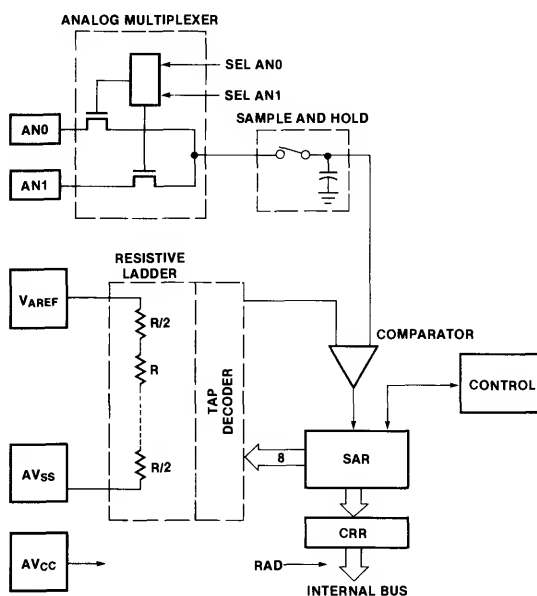 ANALOG MULTIPLEXER
SEL AN0
SEL AN1
SAMPLE AND HOLD
AN0
AN1
RESISTIVE
LADDER
VAREF
R/2
R
COMPARATOR
TAP
DECODER
CONTROL
R/2
AVSS
8
SAR
CRR
AVCC
RAD
INTERNAL BUS